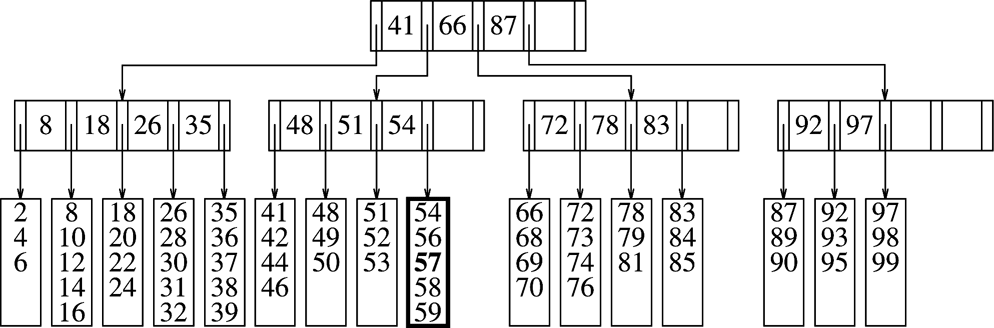 41 66 87
8 18 26 35 48 51 54 72 78 83 92 97
2 8 18 26 35 41 48 51 54 66 72 78 83 87 92 97
4 10 20 28 36 42 49 52 56 68 73 79 84 89 93 98
6 12 22 30 37 44 50 53 57 69 74 81 85 90 95 99
14 24 31 38 46 58 70 76
16 32 39 59